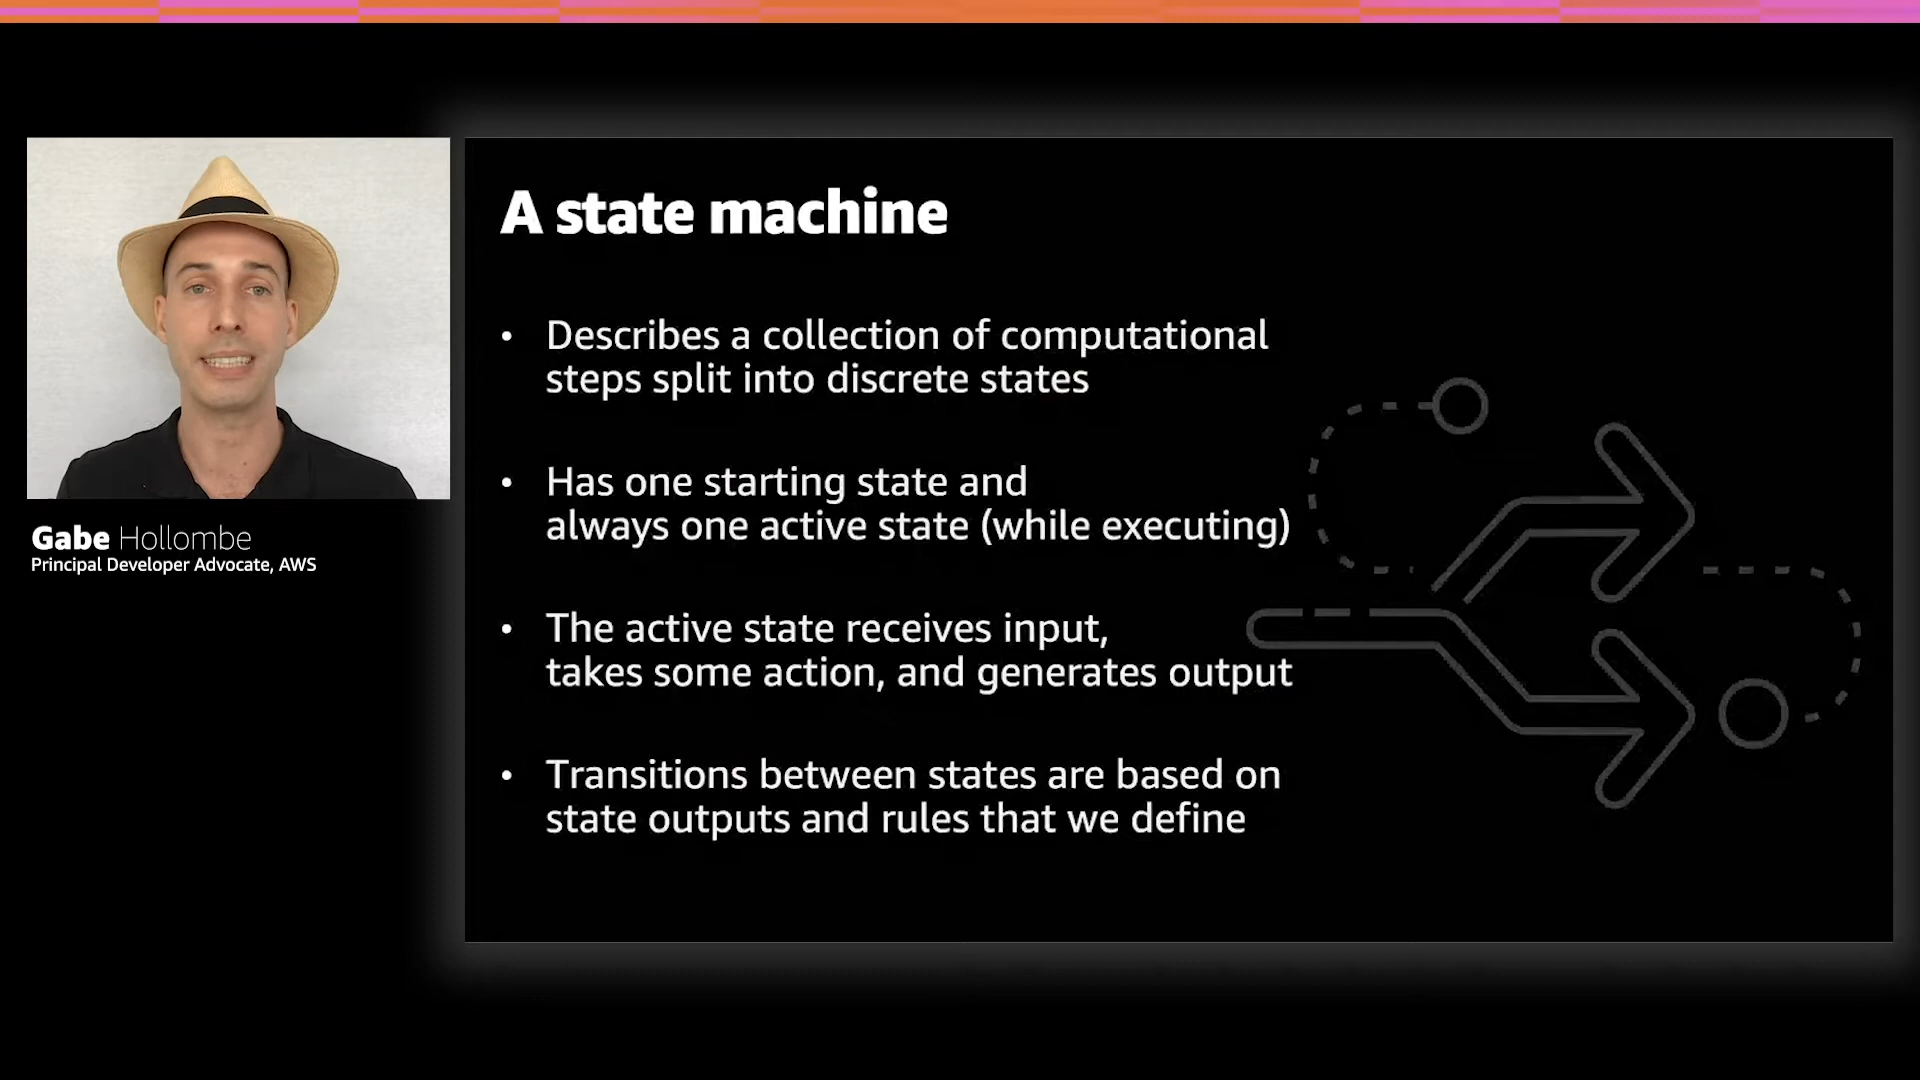 A state machine
• Describes a collection of computational
steps split into discrete states
• Has one starting state and
always one active state (while executing)
• The active state receives input,
takes some action, and generates output
• Transitions between states are based on
state outputs and rules that we define
Gabe Hollombe
Principal Developer Advocate, AWS